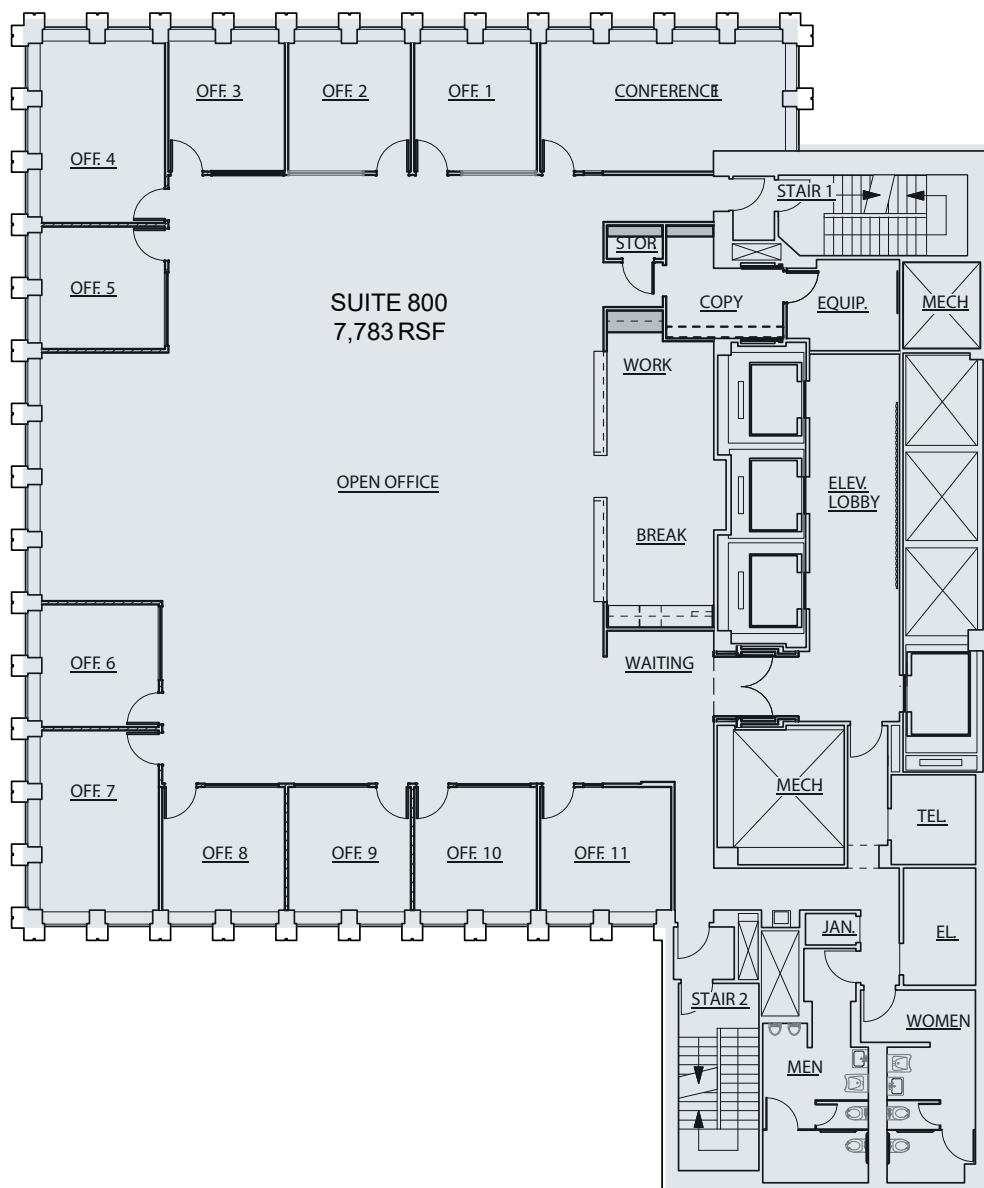 OFF. 3
OFF. 2
OFF. 1
CONFERENCE
OFF. 4
STAIR 1
STOR
OFF. 5
SUITE 800
7,783 RSF
COPY
EQUIP.
MECH
WORK
OPEN OFFICE
ELEV.
LOBBY
BREAK
OFF. 6
WAITING
OFF. 7
MECH
TEL.
OFF. 8
OFF. 9
OFF. 10
OFF. 11
JAN.
EL.
STAIR 2
WOMEN
MEN